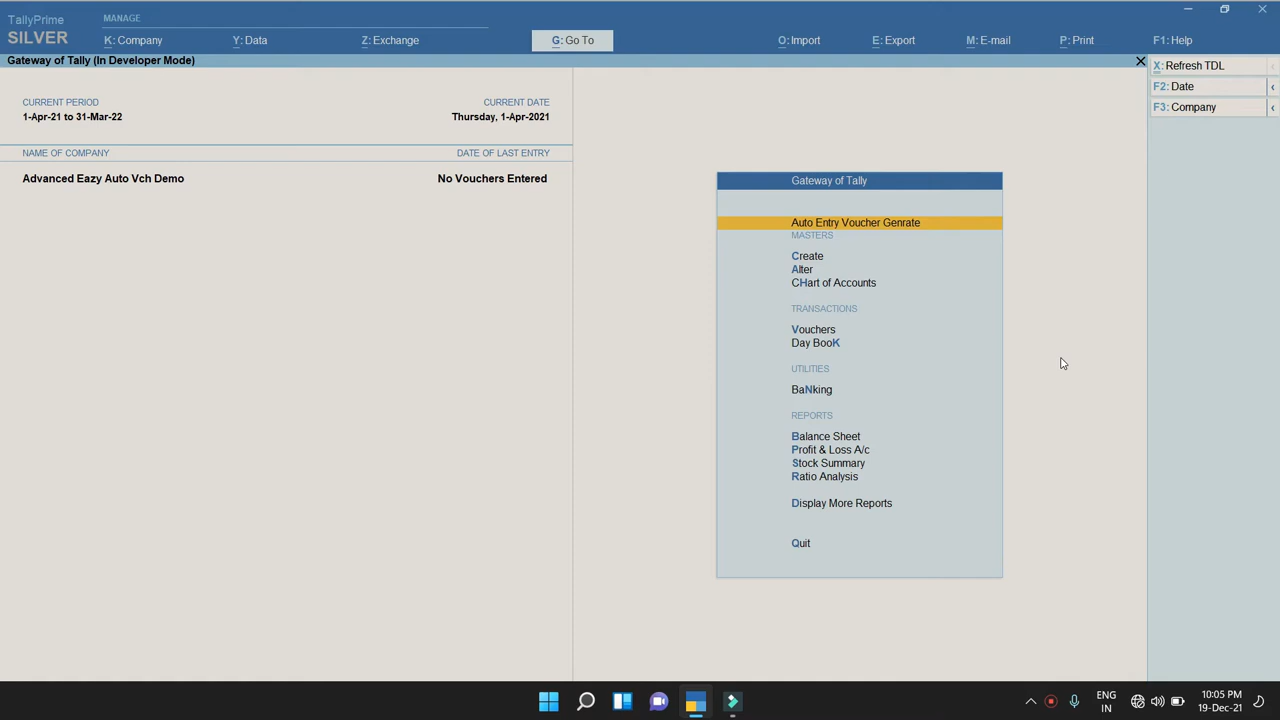 TallyPrime
SILVER
MANAGE
K: Company
Y: Data
Z: Exchange
G: Go To
O: Import
E: Export
M: E-mail
P: Print
F1: Help
Gateway of Tally (In Developer Mode)
X: Refresh TDL
F2: Date
F3: Company
CURRENT PERIOD
CURRENT DATE
1-Apr-21 to 31-Mar-22
Thursday, 1-Apr-2021
NAME OF COMPANY
DATE OF LAST ENTRY
Advanced Eazy Auto Vch Demo
No Vouchers Entered
Gateway of Tally
Auto Entry Voucher Genrate
MASTERS
Create
Alter
CHart of Accounts
TRANSACTIONS
Vouchers
Day BooK
UTILITIES
BaNking
REPORTS
Balance Sheet
Profit & Loss A/c
Stock Summary
Ratio Analysis
Display More Reports
Quit
ENG
IN
10:05 PM
19-Dec-21